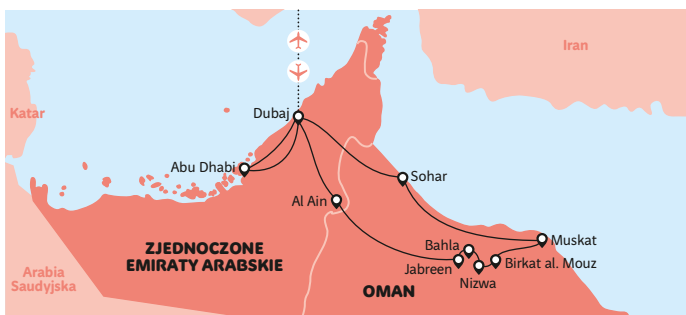 Iran
Katar
Dubaj
Abu Dhabi
Sohar
Al Ain
ZJEDNOCZONE
EMIRATY ARABSKIE
Bahla
Muskat
Jabreen
Birkat al. Mouz
Nizwa
Arabia
Saudyjska
OMAN